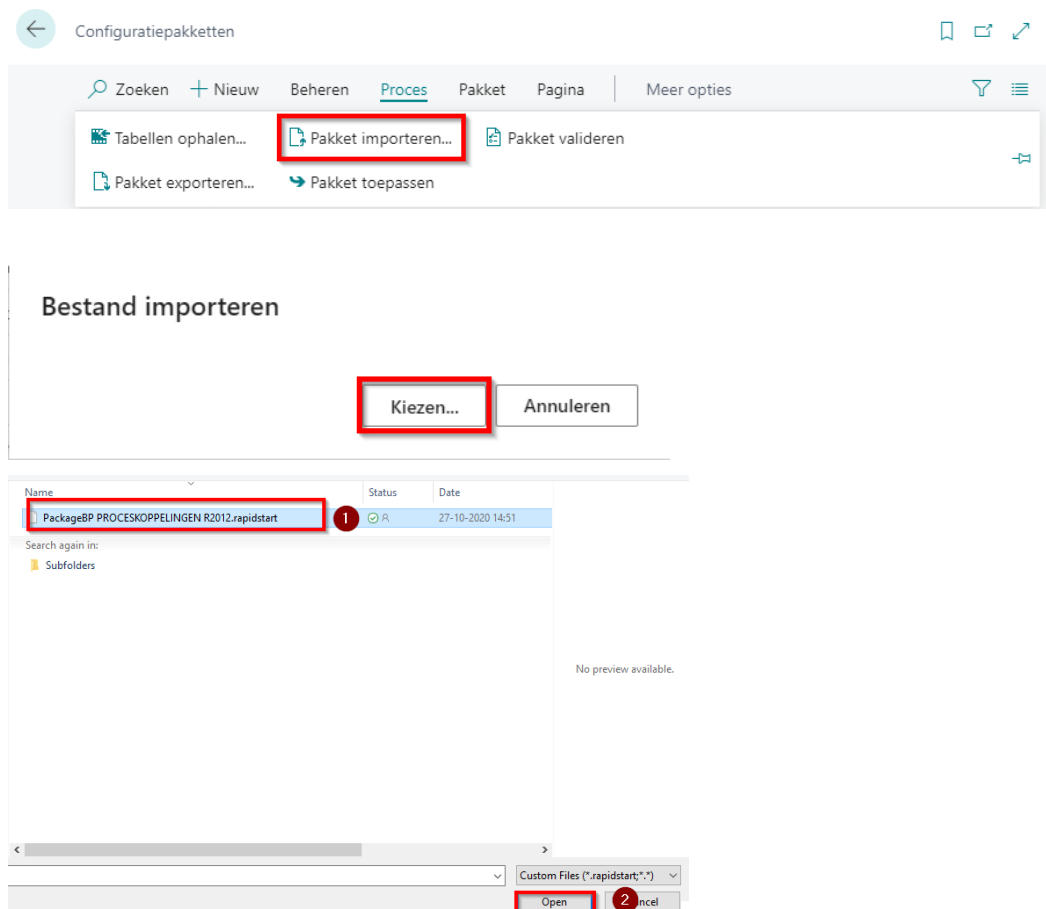 Configuratiepakketten
Zoeken Nieuw Beheren Proces Pakket Pagina Meer opties
Tabellen ophalen... Pakket importeren... Pakket valideren
Pakket exporteren... Pakket toepassen
Bestand importeren
Kiezen... Annuleren
Name Status Date
PackageBP PROCESKOPPELINGEN R2012.rapidstart 1 27-10-2020 14:51
Search again in:
Subfolders
No preview available.
Custom Files (*.rapidstart;*.*)
Open 2 ncel